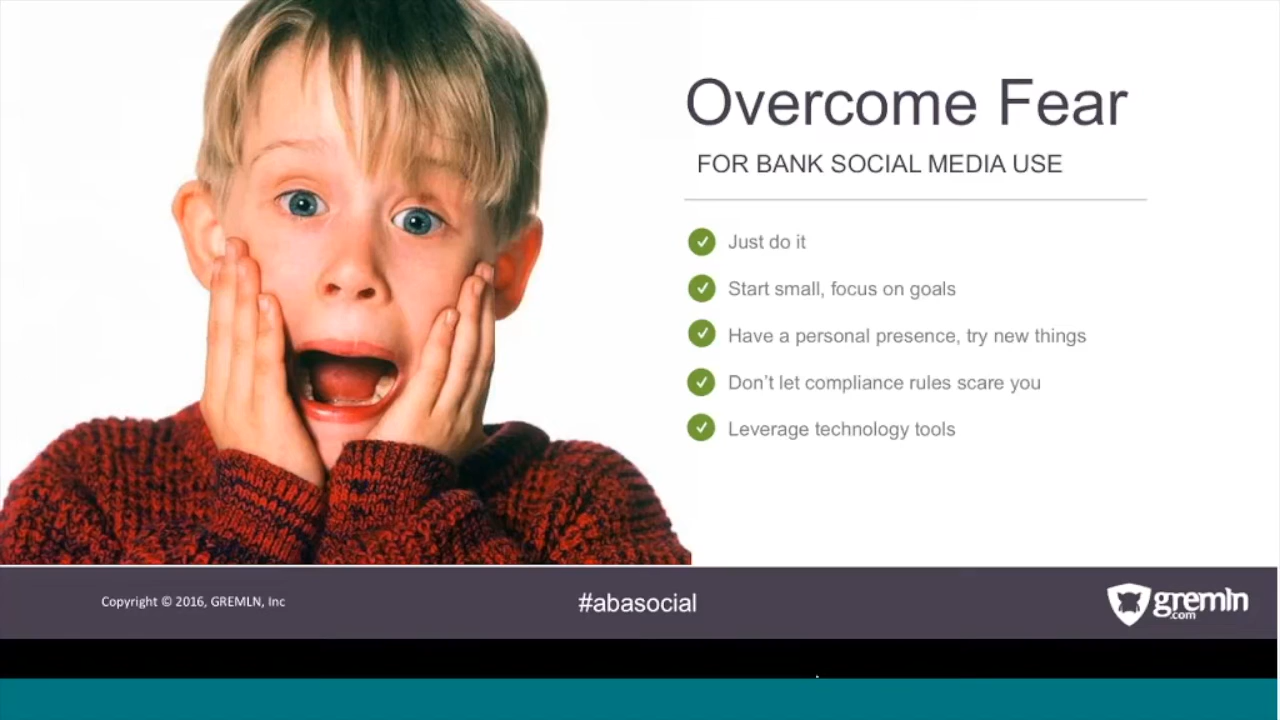 Overcome Fear
FOR BANK SOCIAL MEDIA USE
Just do it
Start small, focus on goals
Have a personal presence, try new things
Don’t let compliance rules scare you
Leverage technology tools
Copyright © 2016, GREMLN, Inc
#abasocial
gremln
.com